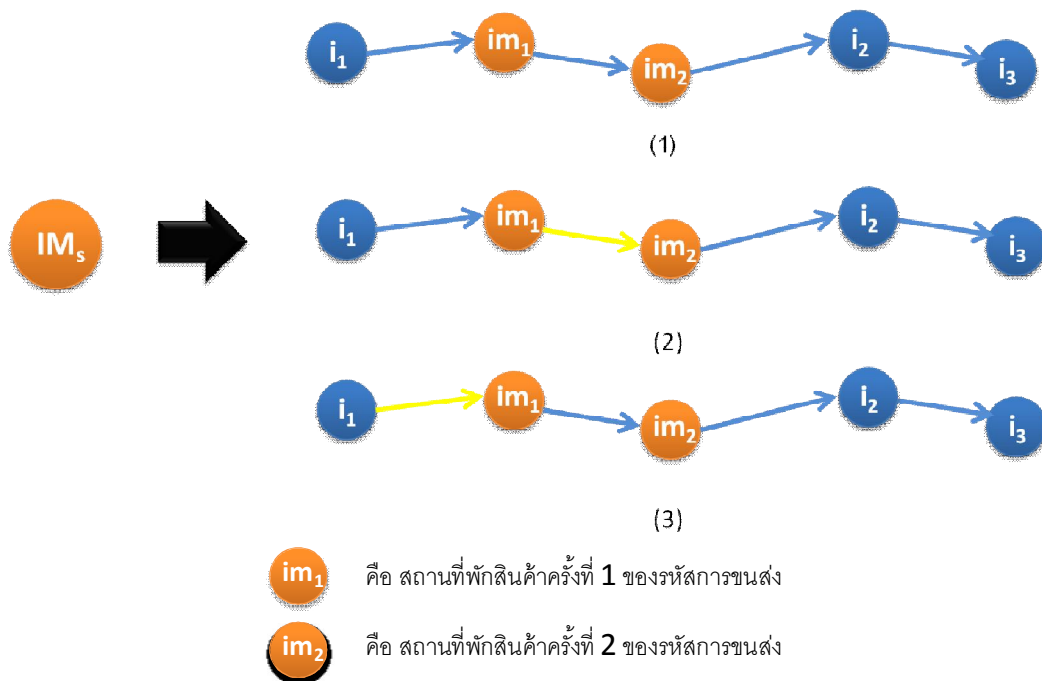 i₁ im₁ im₂ i₂ i₃
(1)
IMₛ
i₁ im₁ im₂ i₂ i₃
(2)
i₁ im₁ im₂ i₂ i₃
(3)
im₁ คือ สถานที่พักสินค้าครั้งที่ 1 ของรหัสการขนส่ง
im₂ คือ สถานที่พักสินค้าครั้งที่ 2 ของรหัสการขนส่ง